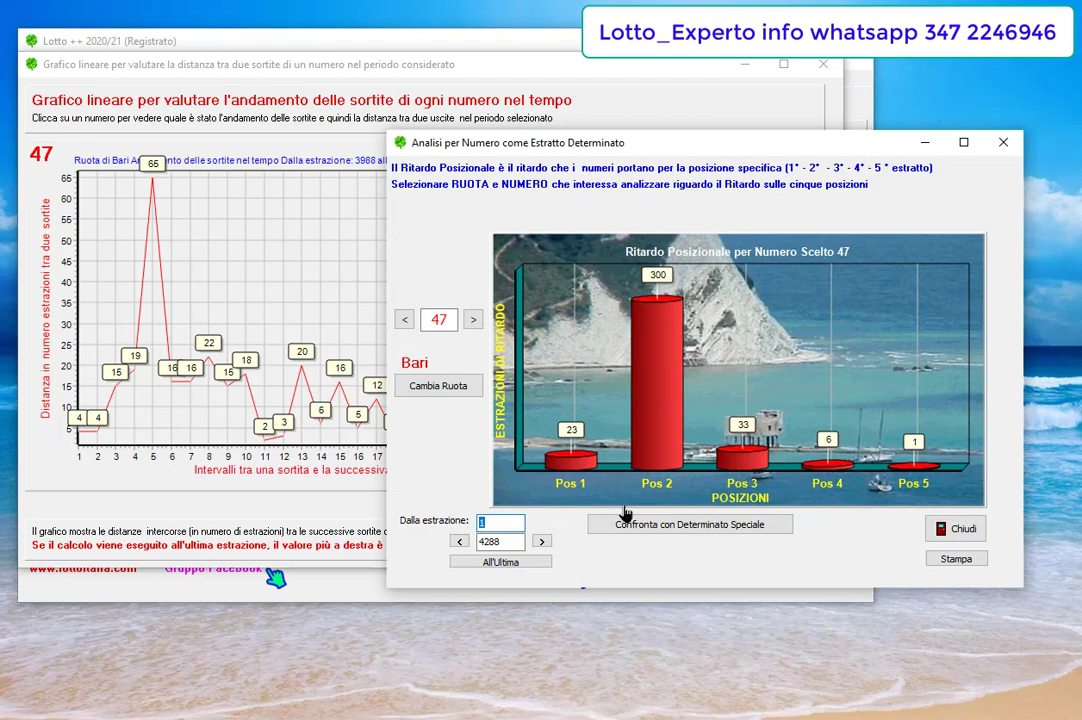 Lotto_Experto info whatsapp 347 2246946
Lotto ++ 2020/21 (Registrato)
Grafico lineare per valutare la distanza tra due sortite di un numero nel periodo considerato
Grafico lineare per valutare l'andamento delle sortite di ogni numero nel tempo
Clicca su un numero per vedere quale è stato l'andamento delle sortite e quindi la distanza tra due uscite nel periodo selezionato
47
Ruota di Bari
delle sortite nel tempo Dalla estrazione: 3988
Distanza in numero estrazioni tra due sortite
65
60
55
50
45
40
35
30
25
20
15
10
5
4 4 15 19 65 16 16 22 15 18 2 3 20 6 16 5 12
1 2 3 4 5 6 7 8 9 10 11 12 13 14 15 16 17
Intervalli tra una sortita e la successiva
Il grafico mostra le distanze intercorse (in numero di estrazioni) tra le successive sortite
Se il calcolo viene eseguito all'ultima estrazione, il valore più a destra è
www.lottoitalia.com
Gruppo Facebook
Analisi per Numero come Estratto Determinato
Il Ritardo Posizionale è il ritardo che i numeri portano per la posizione specifica (1* - 2* - 3* - 4* - 5 * estratto)
Selezionare RUOTA e NUMERO che interessa analizzare riguardo il Ritardo sulle cinque posizioni
< 47 >
Bari
Cambia Ruota
Ritardo Posizionale per Numero Scelto 47
ESTRAZIONI DI RITARDO
23 300 33 6 1
Pos 1 Pos 2 Pos 3 Pos 4 Pos 5
POSIZIONI
Dalla estrazione: 1
< 4288 >
All'Ultima
Confronta con Determinato Speciale
Chiudi
Stampa